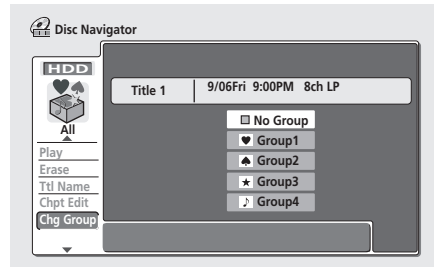 Disc Navigator
HDD
All
Play
Erase
Ttl Name
Chpt Edit
Chg Group
Title 1 9/06Fri 9:00PM 8ch LP
No Group
Group1
Group2
Group3
Group4